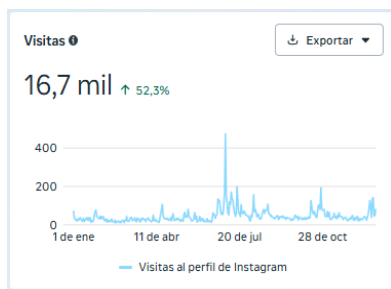 Visitas
Exportar
16,7 mil ↑ 52,3%
400
200
0
1 de ene 11 de abr 20 de jul 28 de oct
Visitas al perfil de Instagram